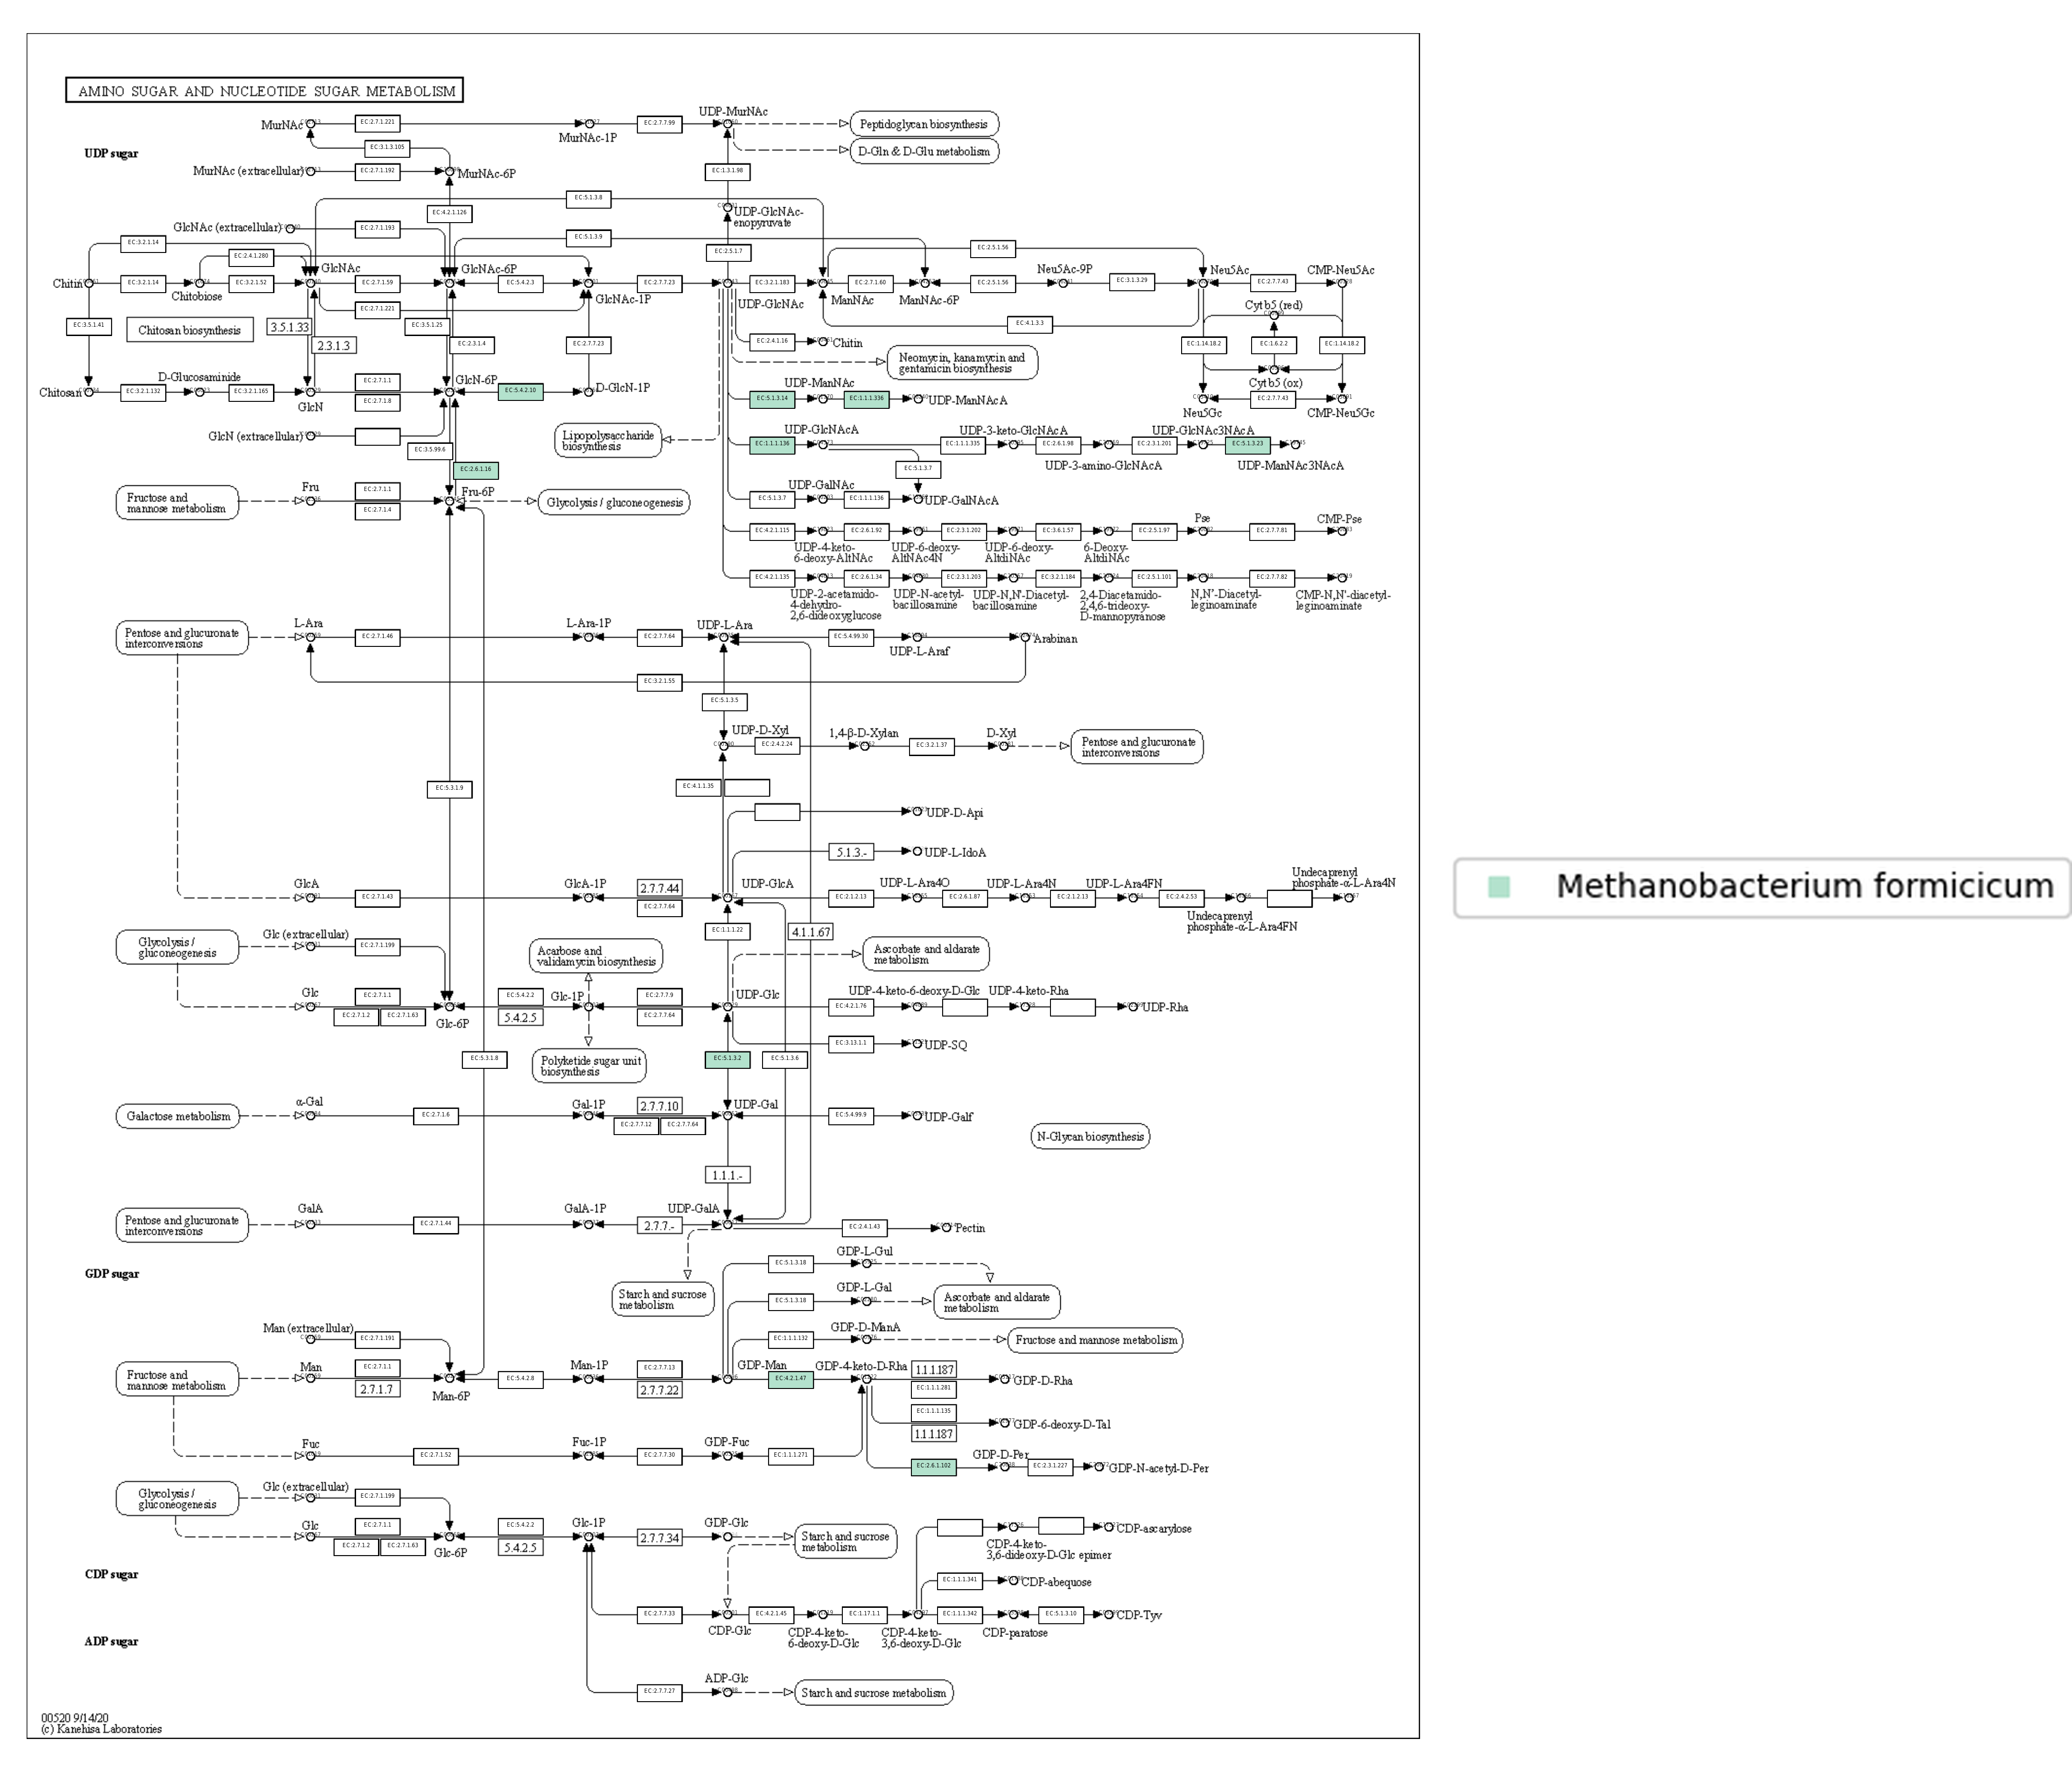 AMINO SUGAR AND NUCLEOTIDE SUGAR METABOLISM
UDP-MurNAc
MurNAc
EC:2.7.1.221
MurNAc-1P
EC:2.7.7.99
Peptidoglycan biosynthesis
UDP sugar
EC:3.1.3.105
D-Gln & D-Glu metabolism
MurNAc (extracellular)
EC:2.7.1.192
MurNAc-6P
EC:1.3.1.98
EC:5.1.3.8
EC:4.2.1.126
UDP-GlcNAc-
enopyruvate
GlcNAc (extracellular)
EC:2.7.1.193
EC:5.1.3.9
EC:3.2.1.14
EC:2.4.1.280
EC:2.5.1.7
EC:2.5.1.56
GlcNAc
GlcNAc-6P
Neu5Ac-9P
Neu5Ac
CMP-Neu5Ac
Chitin
EC:3.2.1.14
Chitobiose
EC:3.2.1.52
EC:2.7.1.59
EC:5.4.2.3
GlcNAc-1P
EC:2.7.7.23
UDP-GlcNAc
EC:3.2.1.183
ManNAc
EC:2.7.1.60
ManNAc-6P
EC:2.5.1.56
EC:3.1.3.29
EC:2.7.7.43
EC:2.7.1.221
Cyt b5 (red)
EC:3.5.1.41
Chitosan biosynthesis
3.5.1.33
EC:3.5.1.25
EC:4.1.3.3
2.3.1.3
EC:2.3.1.4
EC:2.7.7.23
EC:2.4.1.16
Chitin
EC:1.14.18.2
EC:1.6.2.2
EC:1.14.18.2
Neomycin, kanamycin and
gentamicin biosynthesis
Cyt b5 (ox)
Chitosan
EC:3.2.1.132
D-Glucosaminide
EC:3.2.1.165
GlcN
EC:2.7.1.1
EC:2.7.1.8
GlcN-6P
EC:5.4.2.10
D-GlcN-1P
UDP-ManNAc
EC:5.1.3.14
EC:1.1.1.336
UDP-ManNAcA
Neu5Gc
EC:2.7.7.43
CMP-Neu5Gc
GlcN (extracellular)
Lipopolysaccharide
biosynthesis
UDP-GlcNAcA
UDP-3-keto-GlcNAcA
UDP-GlcNAc3NAcA
EC:3.5.99.6
EC:1.1.1.136
EC:1.1.1.335
EC:2.6.1.98
EC:2.3.1.201
EC:5.1.3.23
EC:2.6.1.16
EC:5.1.3.7
UDP-3-amino-GlcNAcA
UDP-ManNAc3NAcA
Fructose and
mannose metabolism
Fru
EC:2.7.1.1
EC:2.7.1.4
Fru-6P
Glycolysis / gluconeogenesis
UDP-GalNAc
EC:5.1.3.7
EC:1.1.1.136
UDP-GalNAcA
Pse
CMP-Pse
EC:4.2.1.115
EC:2.6.1.92
EC:2.3.1.202
EC:3.6.1.57
EC:2.5.1.97
EC:2.7.7.81
UDP-4-keto-
6-deoxy-AltNAc
UDP-6-deoxy-
AltNAc4N
UDP-6-deoxy-
AltdiNAc
6-Deoxy-
AltdiNAc
EC:4.2.1.135
EC:2.6.1.34
EC:2.3.1.203
EC:3.2.1.184
EC:2.5.1.101
EC:2.7.7.82
UDP-2-acetamido-
4-dehydro-
2,6-dideoxyglucose
UDP-N-acetyl-
bacillosamine
UDP-N,N'-Diacetyl-
bacillosamine
2,4-Diacetamido-
2,4,6-trideoxy-
D-mannopyranose
N,N'-Diacetyl-
leginoaminate
CMP-N,N'-diacetyl-
leginoaminate
Pentose and glucuronate
interconversions
L-Ara
EC:2.7.1.46
L-Ara-1P
EC:2.7.7.64
UDP-L-Ara
EC:5.4.99.30
UDP-L-Araf
Arabinan
EC:3.2.1.55
EC:5.1.3.5
UDP-D-Xyl
EC:2.4.2.24
1,4-β-D-Xylan
EC:3.2.1.37
D-Xyl
Pentose and glucuronate
interconversions
EC:5.3.1.9
EC:4.1.1.35
UDP-D-Api
5.1.3.-
UDP-L-IdoA
GlcA
EC:2.7.1.43
GlcA-1P
2.7.7.44
EC:2.7.7.64
UDP-GlcA
UDP-L-Ara4O
UDP-L-Ara4N
UDP-L-Ara4FN
Undecaprenyl
phosphate-α-L-Ara4N
EC:2.1.2.13
EC:2.6.1.87
EC:2.1.2.13
EC:2.4.2.53
Undecaprenyl
phosphate-α-L-Ara4FN
Methanobacterium formicicum
Glycolysis /
gluconeogenesis
Glc (extracellular)
EC:2.7.1.199
Acarbose and
validamycin biosynthesis
EC:1.1.1.22
4.1.1.67
Ascorbate and aldarate
metabolism
Glc
EC:2.7.1.1
EC:2.7.1.2
EC:2.7.1.63
Glc-6P
EC:5.4.2.2
5.4.2.5
Glc-1P
EC:2.7.7.9
EC:2.7.7.64
UDP-Glc
UDP-4-keto-6-deoxy-D-Glc
UDP-4-keto-Rha
EC:4.2.1.76
UDP-Rha
EC:3.13.1.1
UDP-SQ
EC:5.3.1.8
Polyketide sugar unit
biosynthesis
EC:5.1.3.2
EC:5.1.3.6
Galactose metabolism
α-Gal
EC:2.7.1.6
Gal-1P
2.7.7.10
EC:2.7.7.12
EC:2.7.7.64
UDP-Gal
EC:5.4.99.9
UDP-Galf
N-Glycan biosynthesis
1.1.1.-
Pentose and glucuronate
interconversions
GalA
EC:2.7.1.44
GalA-1P
2.7.7.-
UDP-GalA
EC:2.4.1.43
Pectin
GDP sugar
GDP-L-Gul
EC:5.1.3.18
Starch and sucrose
metabolism
GDP-L-Gal
EC:5.1.3.18
Ascorbate and aldarate
metabolism
Man (extracellular)
EC:2.7.1.191
GDP-D-ManA
EC:1.1.1.132
Fructose and mannose metabolism
Fructose and
mannose metabolism
Man
EC:2.7.1.1
2.7.1.7
Man-6P
EC:5.4.2.8
Man-1P
EC:2.7.7.13
2.7.7.22
GDP-Man
EC:4.2.1.47
GDP-4-keto-D-Rha
1.1.1.187
EC:1.1.1.281
GDP-D-Rha
EC:1.1.1.135
1.1.1.187
GDP-6-deoxy-D-Tal
Fuc
EC:2.7.1.52
Fuc-1P
EC:2.7.7.30
GDP-Fuc
EC:1.1.1.271
EC:2.6.1.102
GDP-D-Per
EC:2.3.1.227
GDP-N-acetyl-D-Per
Glycolysis /
gluconeogenesis
Glc (extracellular)
EC:2.7.1.199
Glc
EC:2.7.1.1
EC:2.7.1.2
EC:2.7.1.63
Glc-6P
EC:5.4.2.2
5.4.2.5
Glc-1P
2.7.7.34
GDP-Glc
Starch and sucrose
metabolism
CDP-ascarylose
CDP-4-keto-
3,6-dideoxy-D-Glc epimer
CDP sugar
EC:1.1.1.341
CDP-abequose
EC:2.7.7.33
CDP-Glc
EC:4.2.1.45
CDP-4-keto-
6-deoxy-D-Glc
EC:1.17.1.1
CDP-4-keto-
3,6-deoxy-D-Glc
EC:1.1.1.342
CDP-paratose
EC:5.1.3.10
CDP-Tyv
ADP sugar
ADP-Glc
EC:2.7.7.27
Starch and sucrose metabolism
00520 9/14/20
(c) Kanehisa Laboratories